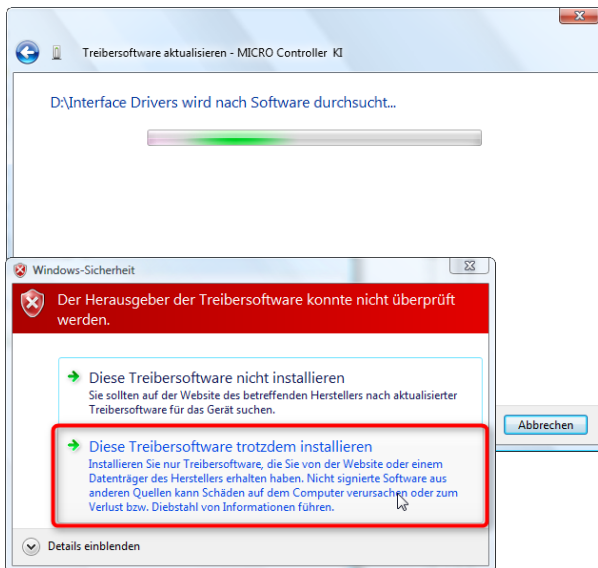 Treibersoftware aktualisieren - MICRO Controller KI
D:\Interface Drivers wird nach Software durchsucht...
Windows-Sicherheit
Der Herausgeber der Treibersoftware konnte nicht überprüft
werden.
Diese Treibersoftware nicht installieren
Sie sollten auf der Website des betreffenden Herstellers nach aktualisierter
Treibersoftware für das Gerät suchen.
Abbrechen
Diese Treibersoftware trotzdem installieren
Installieren Sie nur Treibersoftware, die Sie von der Website oder einem
Datenträger des Herstellers erhalten haben. Nicht signierte Software aus
anderen Quellen kann Schäden auf dem Computer verursachen oder zum
Verlust bzw. Diebstahl von Informationen führen.
Details einblenden